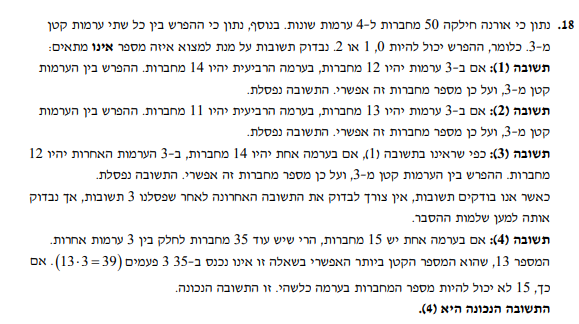 18. נתון כי אורנה חילקה 50 מחברות ל-4 ערמות שונות. בנוסף, נתון כי ההפרש בין כל שתי ערמות קטן
מ-3. כלומר, ההפרש יכול להיות 0, 1 או 2. נבדוק תשובות על מנת למצוא איזה מספר אינו מתאים:
תשובה (1): אם ב-3 ערמות יהיו 12 מחברות, בערמה הרביעית יהיו 14 מחברות. ההפרש בין הערמות
קטן מ-3, ועל כן מספר מחברות זה אפשרי. התשובה נפסלת.
תשובה (2): אם ב-3 ערמות יהיו 13 מחברות, בערמה הרביעית יהיו 11 מחברות. ההפרש בין הערמות
קטן מ-3, ועל כן מספר מחברות זה אפשרי. התשובה נפסלת.
תשובה (3): כפי שראינו בתשובה (1), אם בערמה אחת יהיו 14 מחברות, ב-3 הערמות האחרות יהיו 12
מחברות. ההפרש בין הערמות קטן מ-3, ועל כן מספר מחברות זה אפשרי. התשובה נפסלת.
כאשר אנו בודקים תשובות, אין צורך לבדוק את התשובה האחרונה לאחר שפסלנו 3 תשובות, אך נבדוק
אותה למען שלמות ההסבר.
תשובה (4): אם בערמה אחת יש 15 מחברות, הרי שיש עוד 35 מחברות לחלק בין 3 ערמות אחרות.
המספר 13, שהוא המספר הקטן ביותר האפשרי בשאלה זו אינו נכנס ב-35 3 פעמים (13·3=39). אם
כך, 15 לא יכול להיות מספר המחברות בערמה כלשהי. זו התשובה הנכונה.
התשובה הנכונה היא (4).